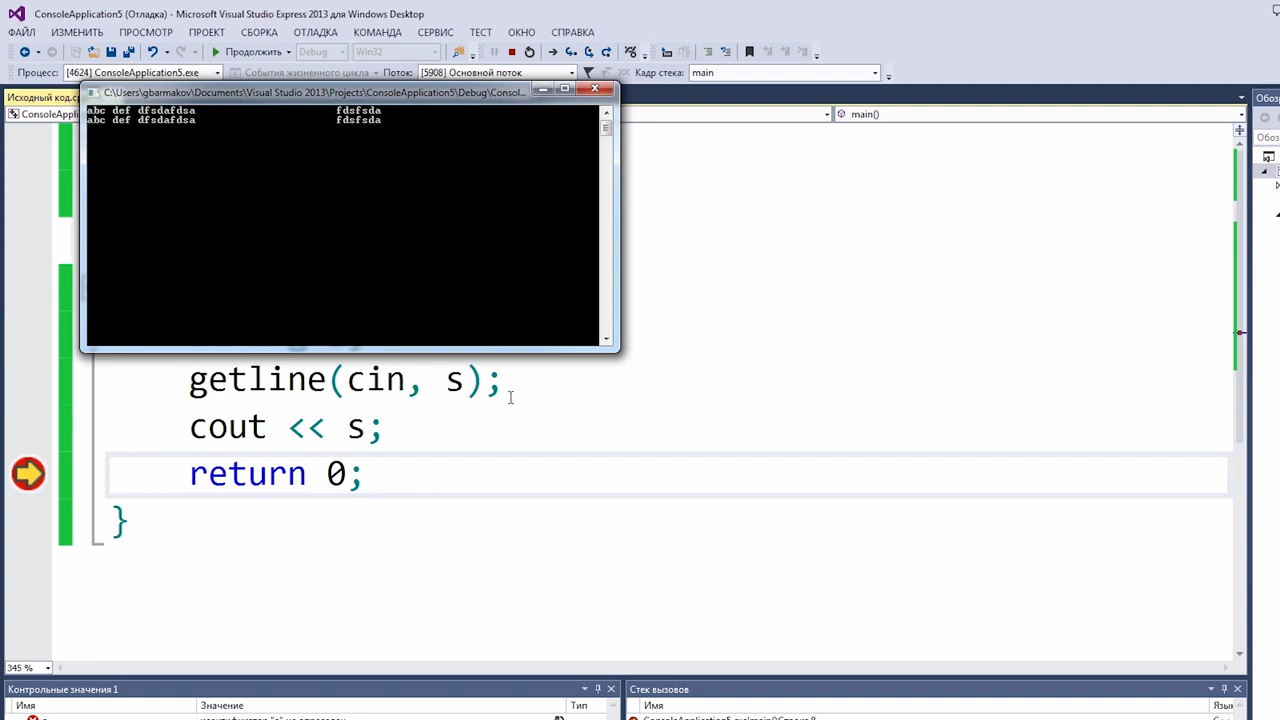 ConsoleApplication5 (Отладка) - Microsoft Visual Studio Express 2013 для Windows Desktop
ФАЙЛ ИЗМЕНИТЬ ПРОСМОТР ПРОЕКТ СБОРКА ОТЛАДКА КОМАНДА СЕРВИС ТЕСТ ОКНО СПРАВКА
Продолжить Debug Win32
Процесс: [4624] ConsoleApplication5.exe События жизненного цикла Поток: [5908] Основной поток Кадр стека: main
C:\Users\gbarmakov\Documents\Visual Studio 2013\Projects\ConsoleApplication5\Debug\Consol...
Исходный код.c
ConsoleAppli main()
abc def dfsdafdsa fdsfsda
abc def dfsdafdsa fdsfsda
getline(cin, s);
cout << s;
return 0;
}
345 %
Контрольные значения 1 Стек вызовов
Имя Значение Тип Имя